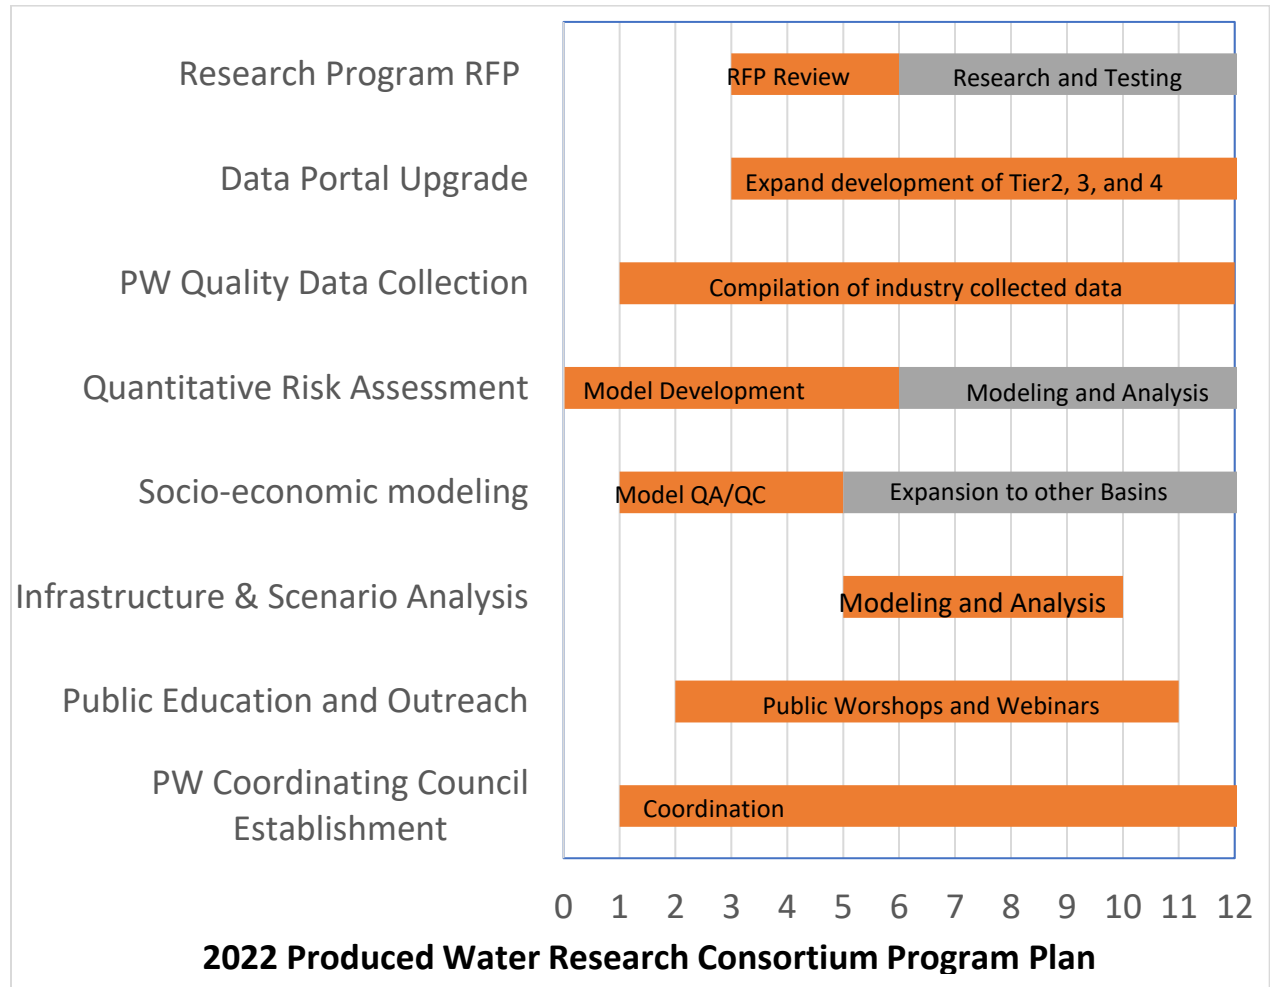 Research Program RFP
RFP Review
Research and Testing
Data Portal Upgrade
Expand development of Tier2, 3, and 4
PW Quality Data Collection
Compilation of industry collected data
Quantitative Risk Assessment
Model Development
Modeling and Analysis
Socio-economic modeling
Model QA/QC
Expansion to other Basins
Infrastructure & Scenario Analysis
Modeling and Analysis
Public Education and Outreach
Public Worshops and Webinars
PW Coordinating Council
Establishment
Coordination
0 1 2 3 4 5 6 7 8 9 10 11 12
2022 Produced Water Research Consortium Program Plan